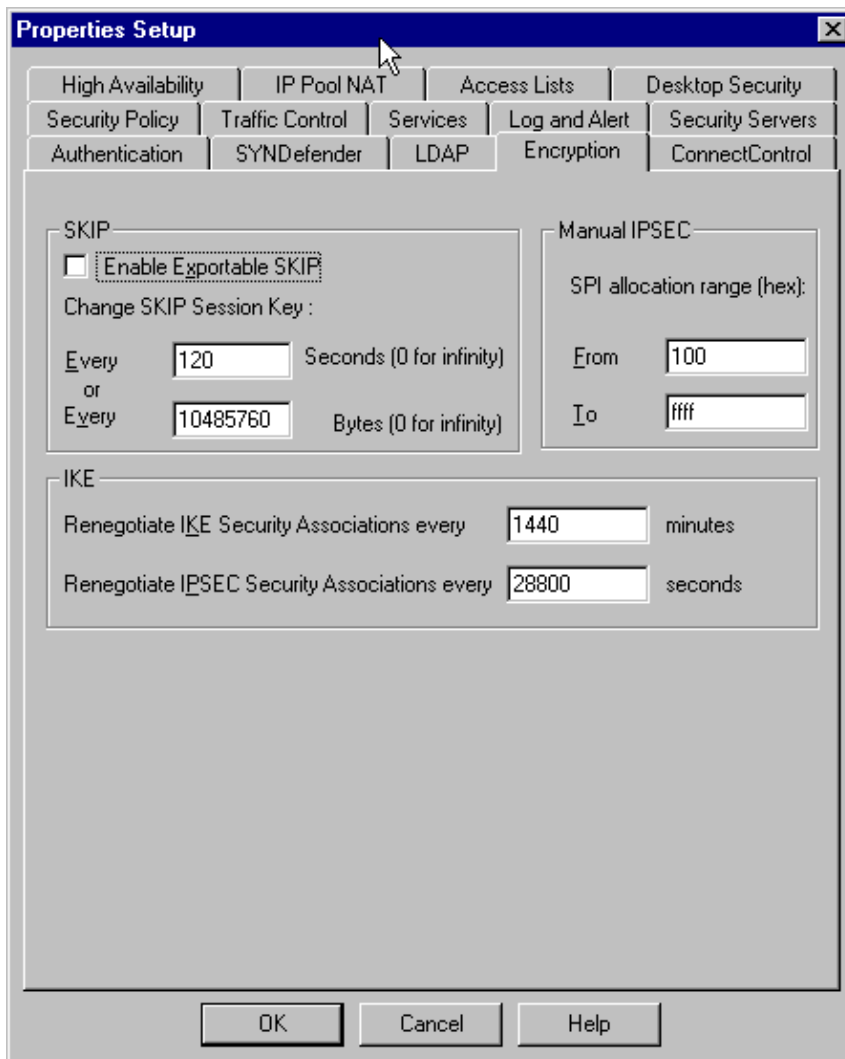 Properties Setup
High Availability IP Pool NAT Access Lists Desktop Security
Security Policy Traffic Control Services Log and Alert Security Servers
Authentication SYNDefender LDAP Encryption ConnectControl
SKIP
Enable Exportable SKIP
Change SKIP Session Key :
Every 120 Seconds (0 for infinity)
or
Every 10485760 Bytes (0 for infinity)
Manual IPSEC
SPI allocation range (hex):
From 100
To ffff
IKE
Renegotiate IKE Security Associations every 1440 minutes
Renegotiate IPSEC Security Associations every 28800 seconds
OK Cancel Help